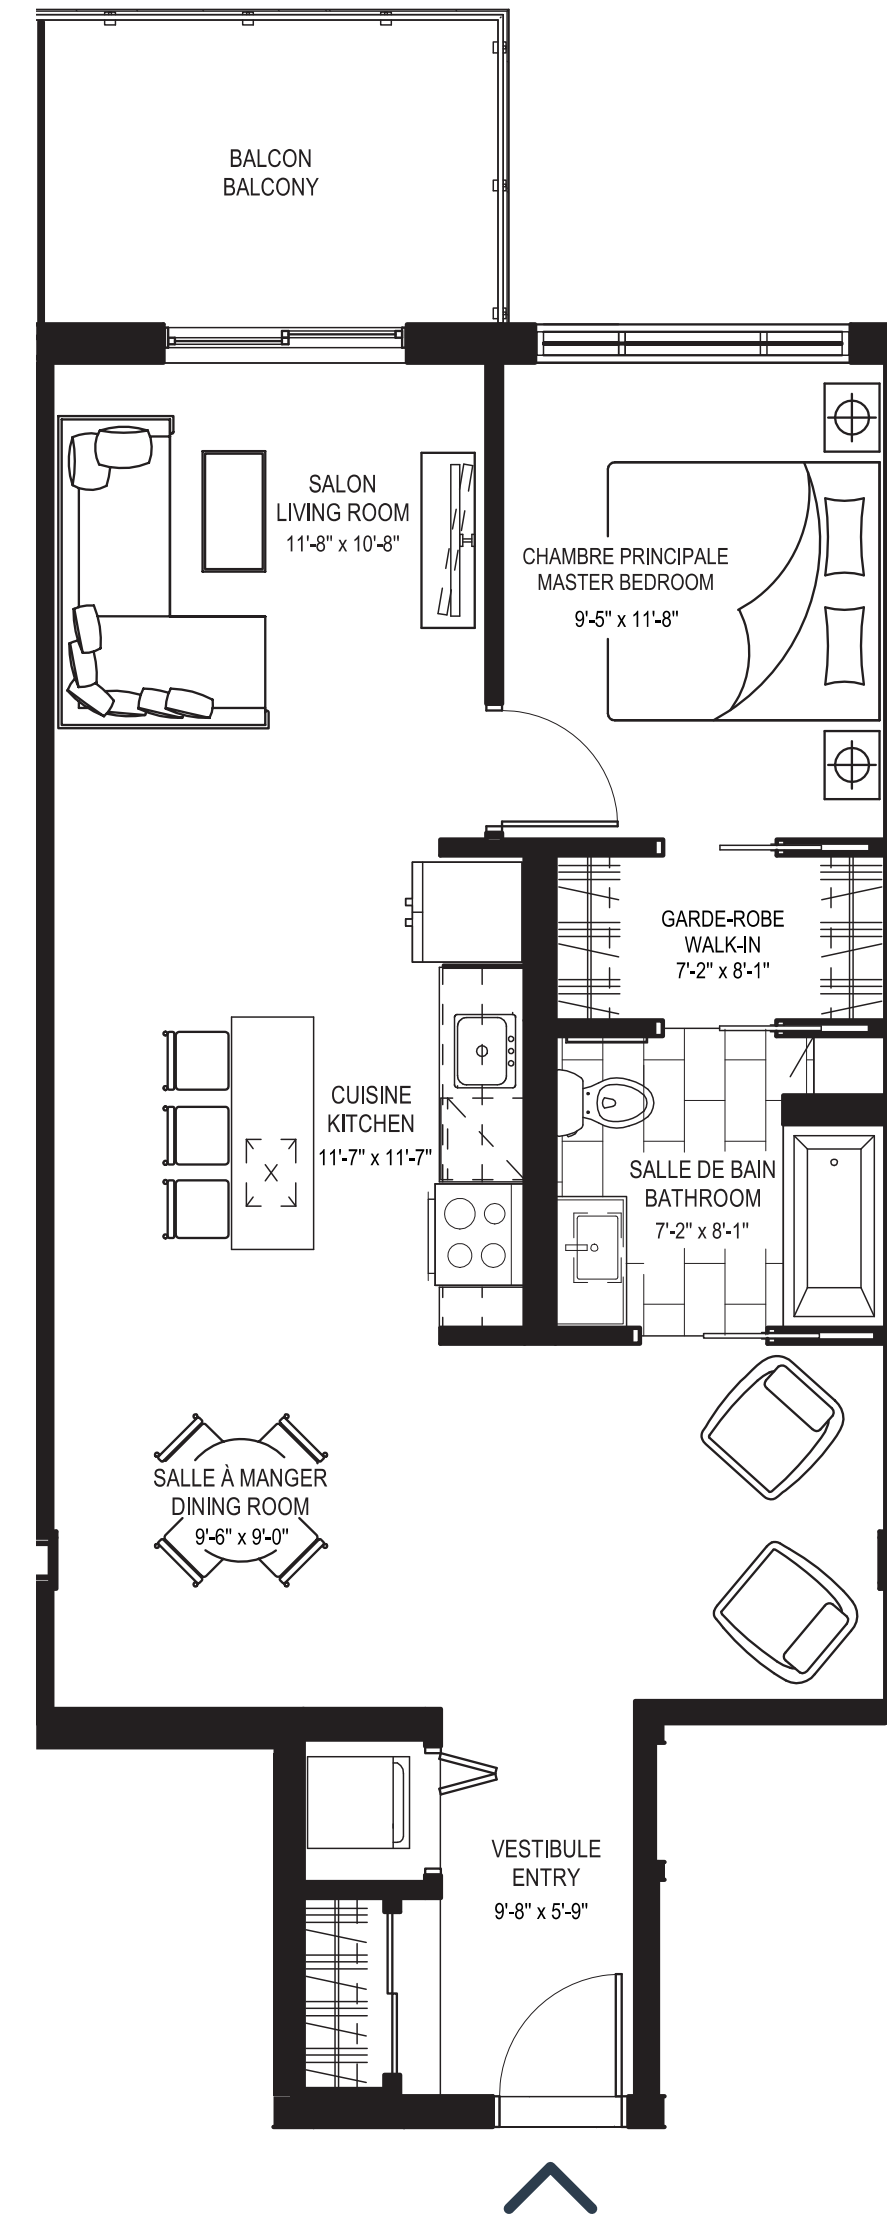 BALCON
BALCONY
SALON
LIVING ROOM
11'-8" x 10'-8"
CHAMBRE PRINCIPALE
MASTER BEDROOM
9'-5" x 11'-8"
GARDE-ROBE
WALK-IN
7'-2" x 8'-1"
CUISINE
KITCHEN
11'-7" x 11'-7"
SALLE DE BAIN
BATHROOM
7'-2" x 8'-1"
SALLE À MANGER
DINING ROOM
9'-6" x 9'-0"
VESTIBULE
ENTRY
9'-8" x 5'-9"